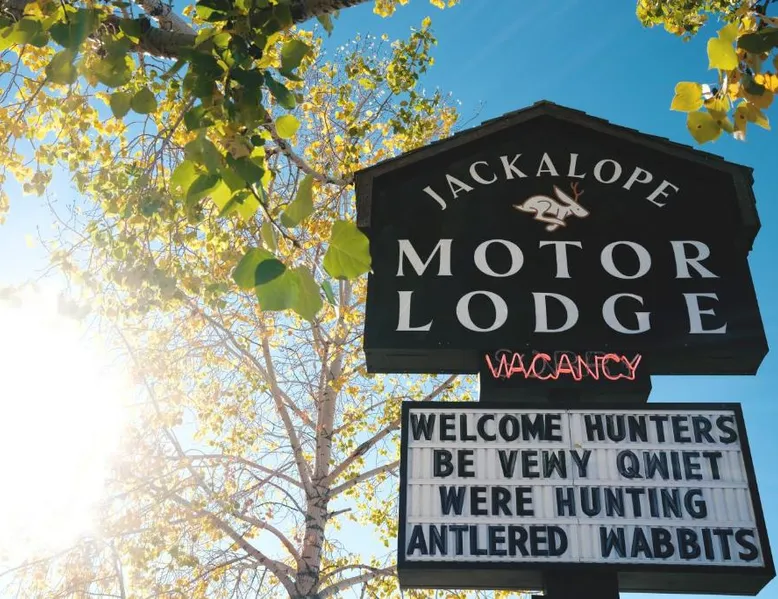 JACKALOPE
MOTOR
LODGE
VACANCY
WELCOME HUNTERS
BE VEWY QWIET
WERE HUNTING
ANTLERED WABBITS